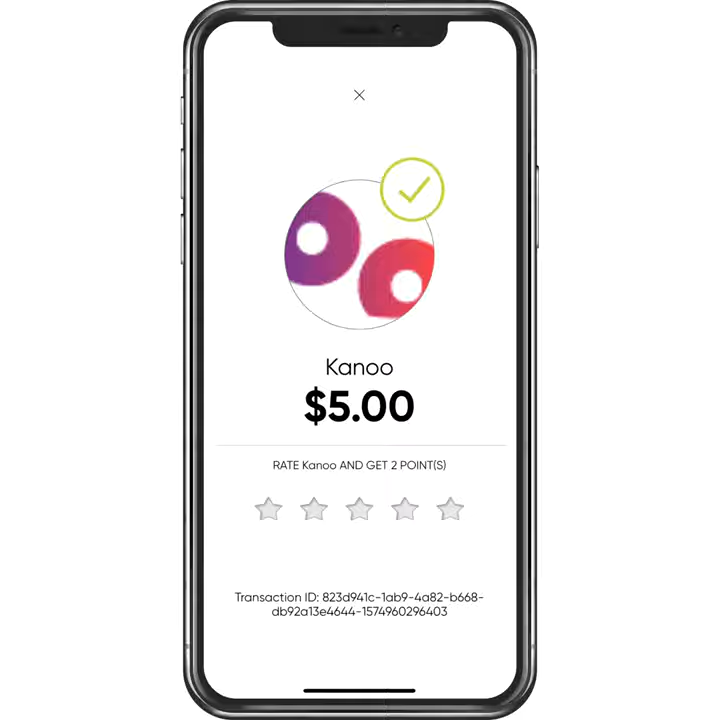 Kanoo
$5.00
RATE Kanoo AND GET 2 POINT(S)
Transaction ID: 823d941c-1ab9-4a82-b668-
db92a13e4644-1574960296403